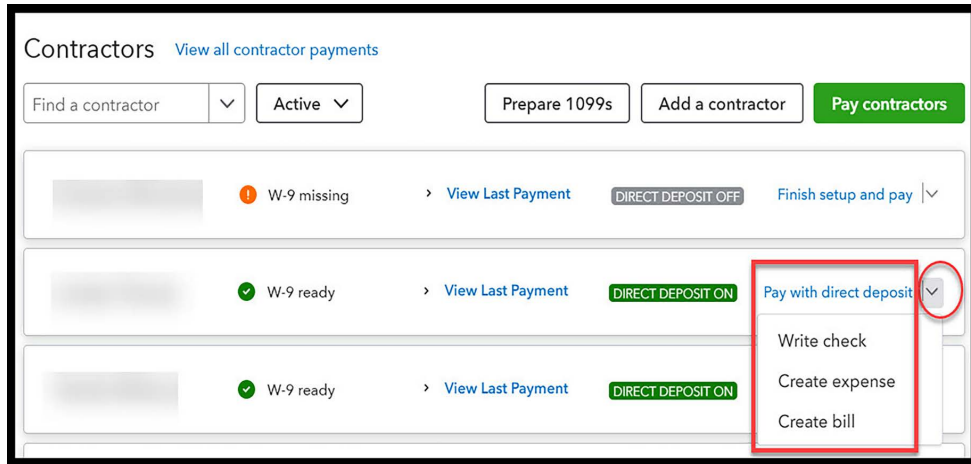 Contractors View all contractor payments
Find a contractor Active Prepare 1099s Add a contractor Pay contractors
W-9 missing View Last Payment DIRECT DEPOSIT OFF Finish setup and pay
W-9 ready View Last Payment DIRECT DEPOSIT ON Pay with direct deposit
Write check
W-9 ready View Last Payment DIRECT DEPOSIT ON Create expense
Create bill